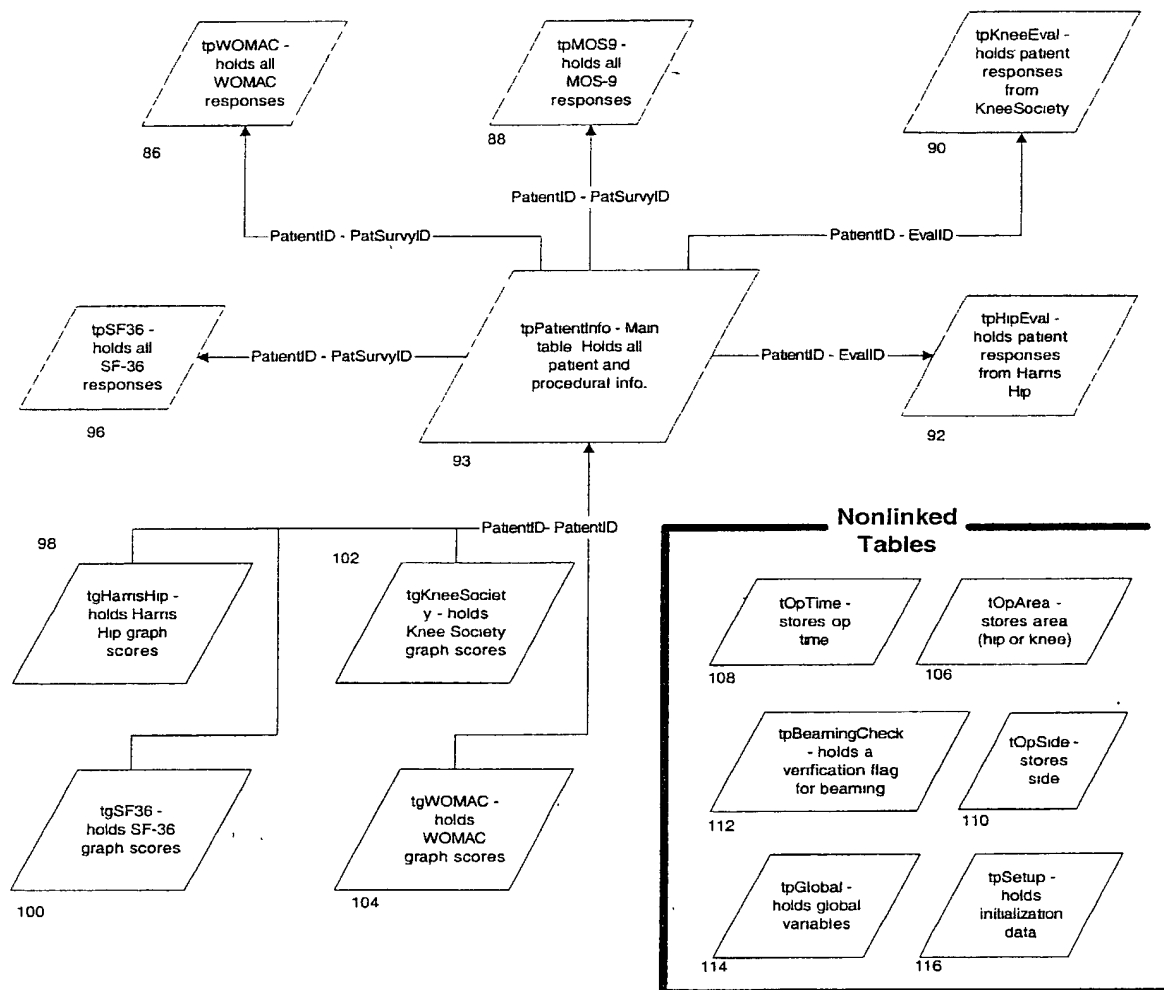 tpWOMAC -
holds all
WOMAC
responses
86
tpMOS9 -
holds all
MOS-9
responses
88
tpKneeEval -
holds patient
responses
from
KneeSociety
90
PatientID - PatSurvyID
PatientID - PatSurvyID
PatientID - EvalID
tpSF36 -
holds all
SF-36
responses
96
PatientID - PatSurvyID
tpPatientInfo - Main
table Holds all
patient and
procedural info.
93
PatientID - EvalID
tpHipEval -
holds patient
responses
from Harris
Hip
92
PatientID- PatientID
98
tgHarrisHip -
holds Harris
Hip graph
scores
102
tgKneeSociet
y - holds
Knee Society
graph scores
tgSF36 -
holds SF-36
graph scores
100
tgWOMAC -
holds
WOMAC
graph scores
104
Nonlinked
Tables
tOpTime -
stores op
time
108
tOpArea -
stores area
(hip or knee)
106
tpBeamingCheck
- holds a
verification flag
for beaming
112
tOpSide -
stores
side
110
tpGlobal -
holds global
variables
114
tpSetup -
holds
initialization
data
116